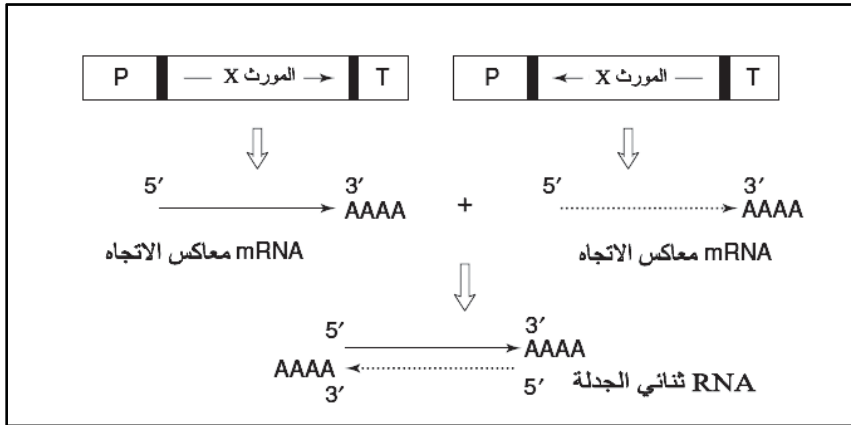 P — المورث X → T
P ← المورث X — T
5′ 3′
AAAA
+
5′ 3′
AAAA
mRNA معاكس الاتجاه
mRNA معاكس الاتجاه
5′ 3′
AAAA
AAAA
3′ 5′
RNA ثنائي الجدلة